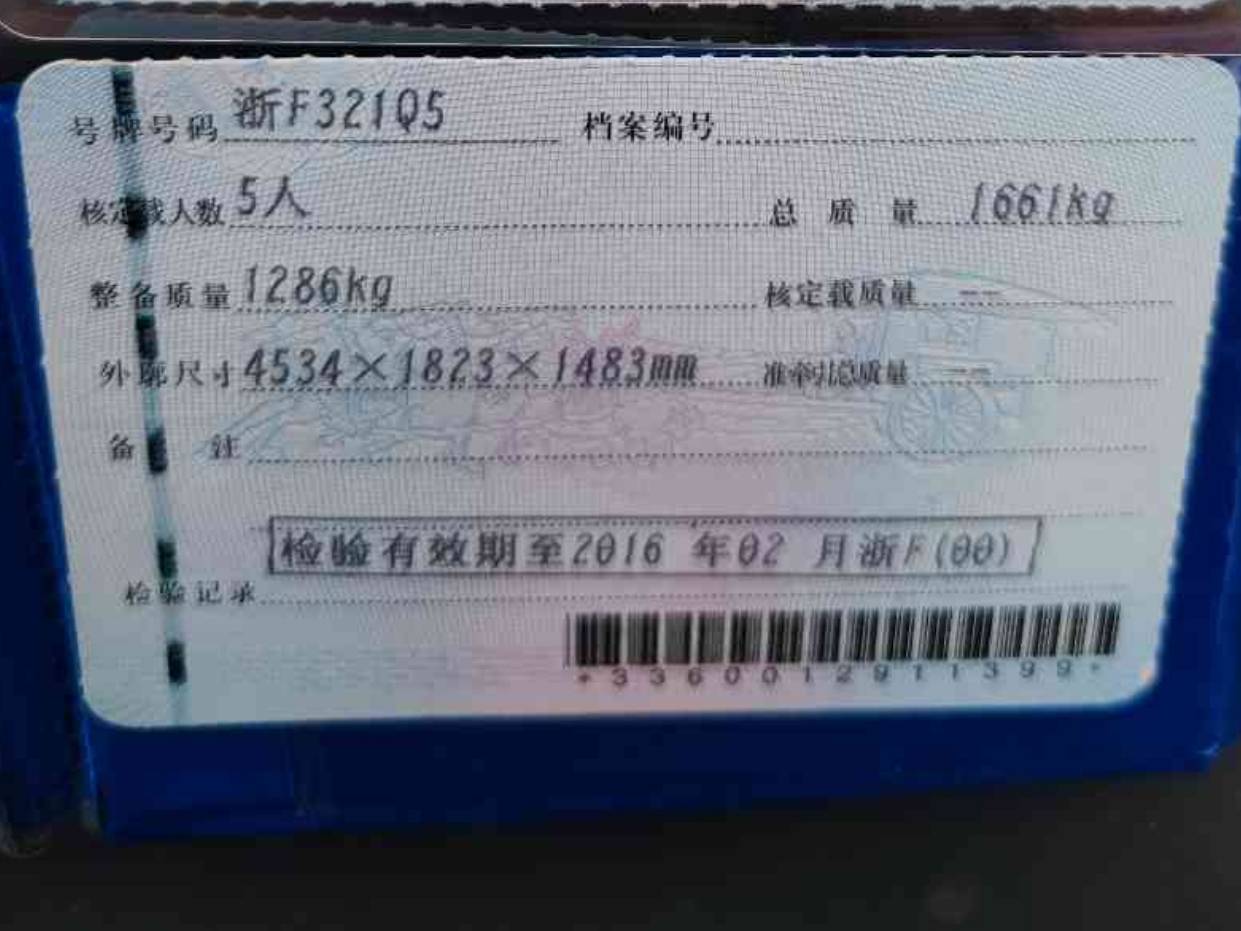 号牌号码 浙F321Q5 档案编号
核定载人数 5人 总质量 1661kg
整备质量 1286kg 核定载质量 --
外廓尺寸 4534×1823×1483mm 准牵引总质量 --
备注
检验有效期至2016年02月浙F(00)
检验记录
*3360012911399*